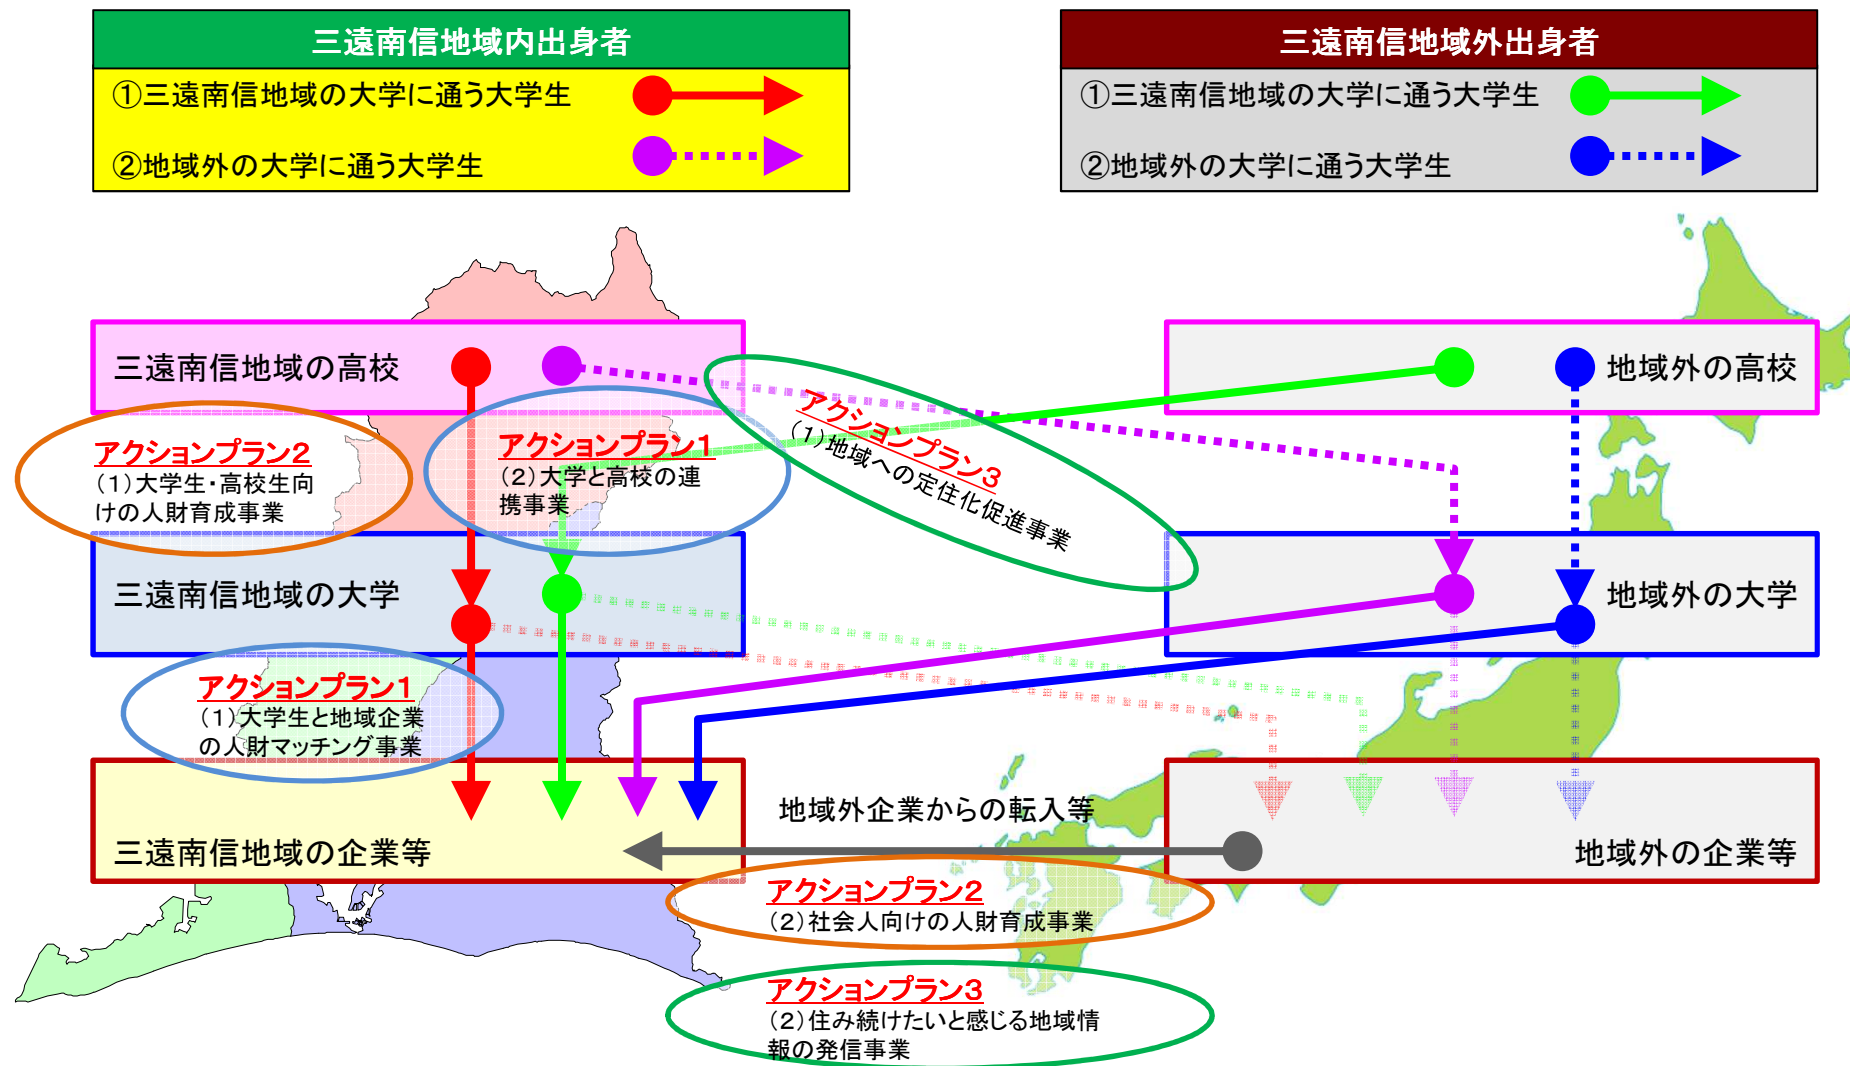 三遠南信地域内出身者
①三遠南信地域の大学に通う大学生
②地域外の大学に通う大学生
三遠南信地域外出身者
①三遠南信地域の大学に通う大学生
②地域外の大学に通う大学生
三遠南信地域の高校
地域外の高校
アクションプラン2
(1)大学生・高校生向
けの人財育成事業
アクションプラン1
(2)大学と高校の連
携事業
アクションプラン3
(1)地域への定住化促進事業
三遠南信地域の大学
地域外の大学
アクションプラン1
(1)大学生と地域企業
の人財マッチング事業
地域外企業からの転入等
三遠南信地域の企業等
地域外の企業等
アクションプラン2
(2)社会人向けの人財育成事業
アクションプラン3
(2)住み続けたいと感じる地域情
報の発信事業